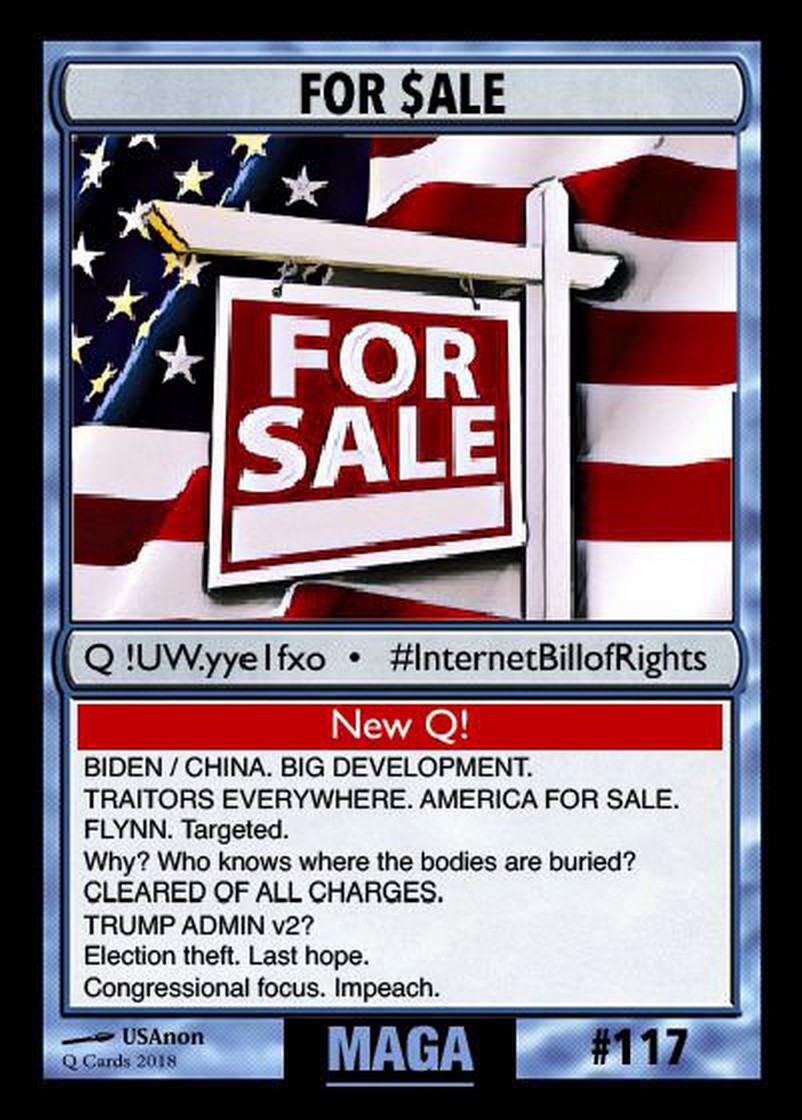 FOR $ALE
FOR
SALE
Q !UW.yye1fxo • #InternetBillofRights
New Q!
BIDEN / CHINA. BIG DEVELOPMENT.
TRAITORS EVERYWHERE. AMERICA FOR SALE.
FLYNN. Targeted.
Why? Who knows where the bodies are buried?
CLEARED OF ALL CHARGES.
TRUMP ADMIN v2?
Election theft. Last hope.
Congressional focus. Impeach.
USAnon
Q Cards 2018
MAGA
#117